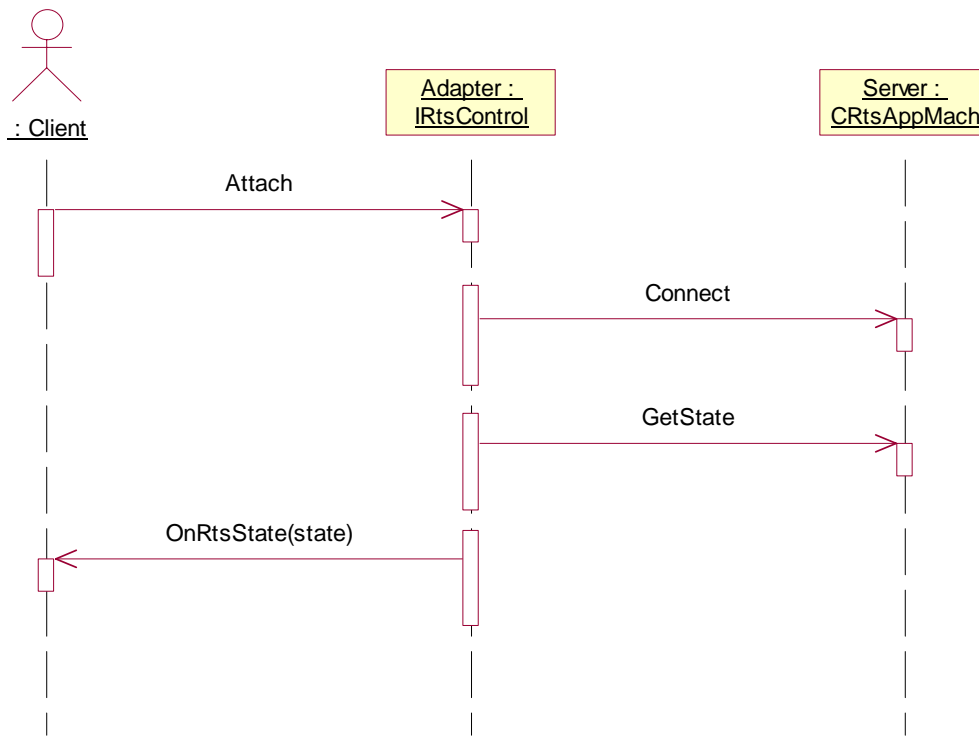 : Client
Adapter :
IRtsControl
Server :
CRtsAppMach
Attach
Connect
GetState
OnRtsState(state)